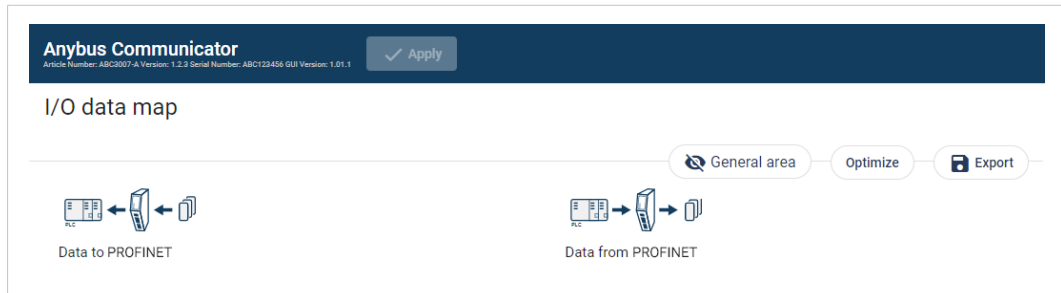 Anybus Communicator
Article Number: ABC3007-A Version: 1.2.3 Serial Number: ABC123456 GUI Version: 1.01.1
Apply
I/O data map
General area
Optimize
Export
PLC
PLC
Data to PROFINET
Data from PROFINET